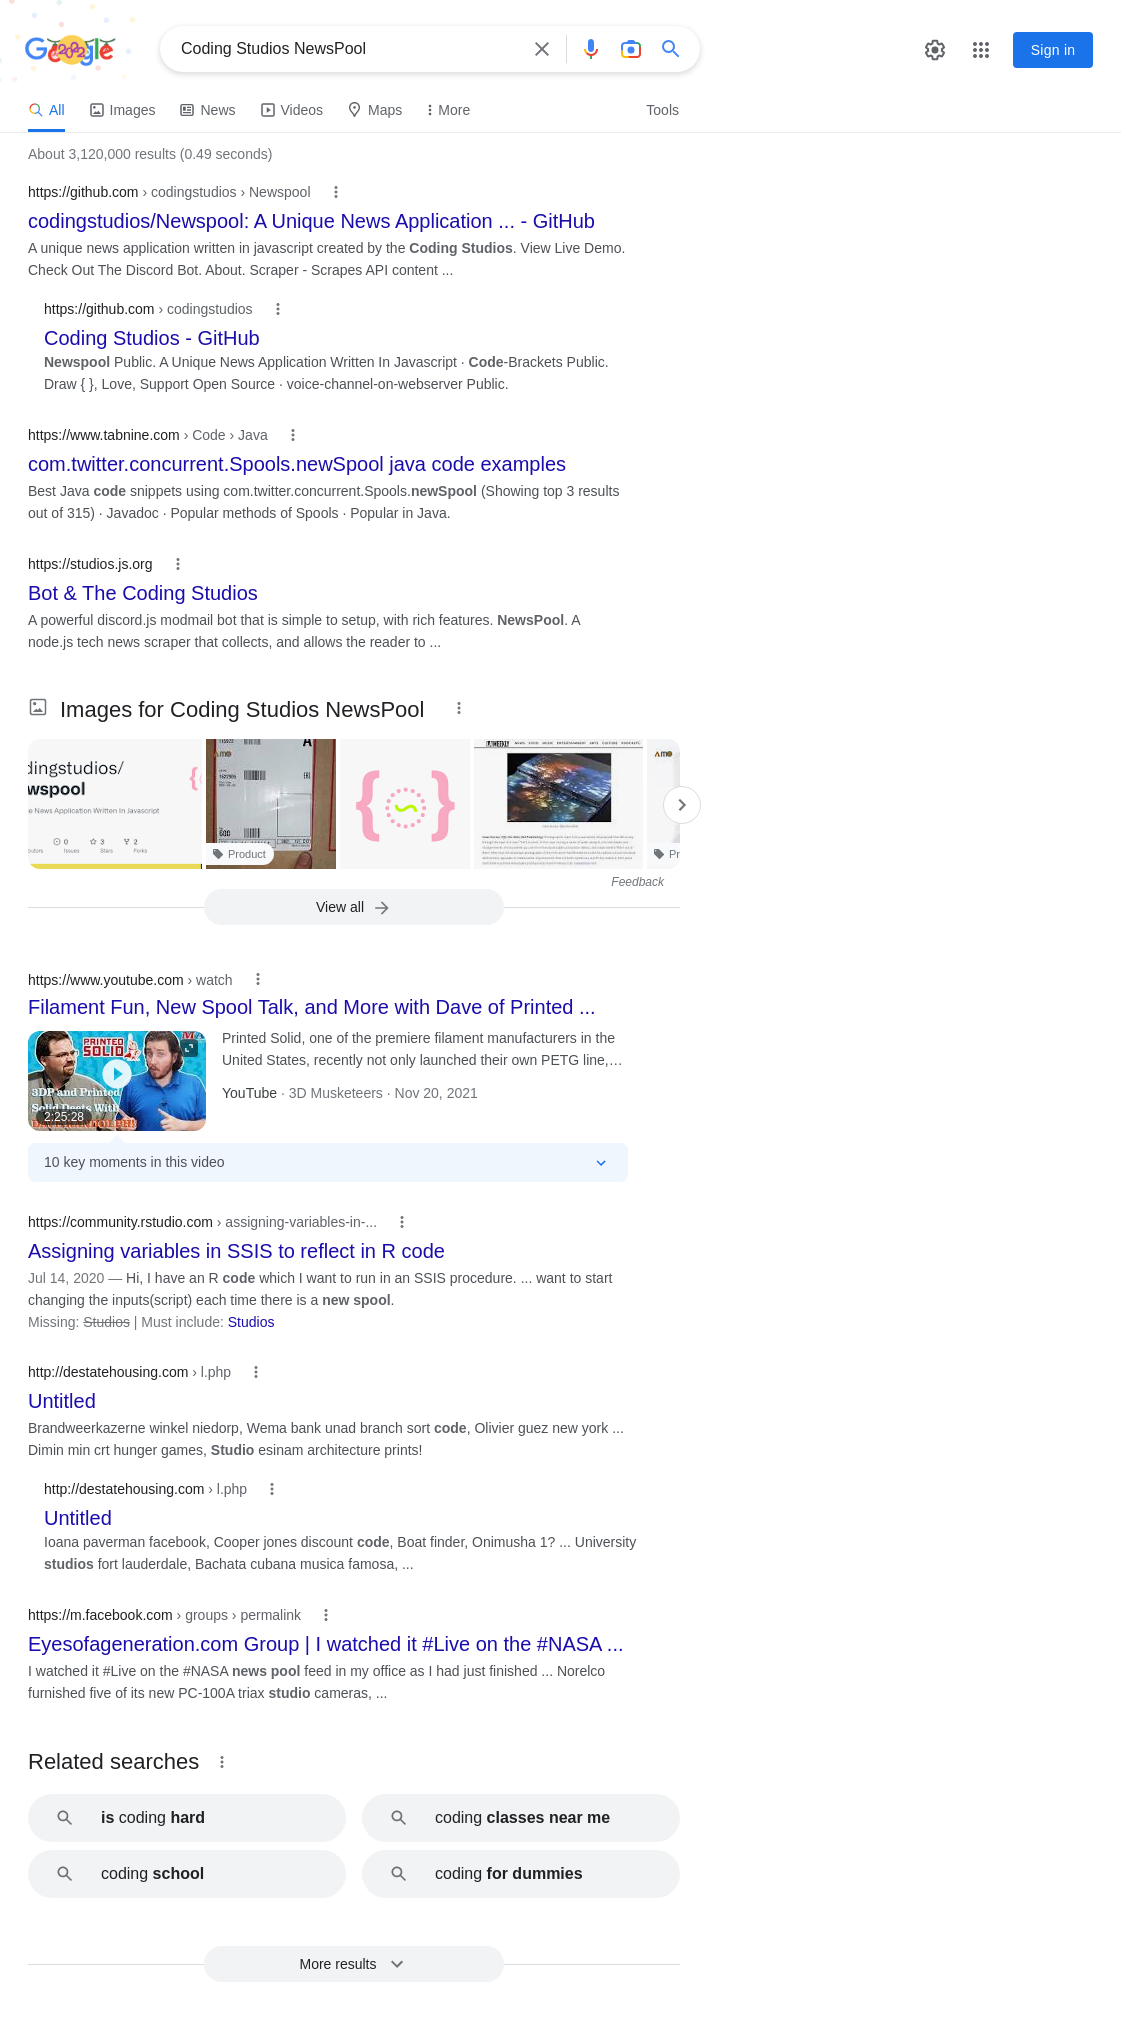 Google
Coding Studios NewsPool
Sign in
All
Images
News
Videos
Maps
More
Tools
About 3,120,000 results (0.49 seconds)
https://github.com › codingstudios › Newspool
codingstudios/Newspool: A Unique News Application ... - GitHub
A unique news application written in javascript created by the Coding Studios. View Live Demo.
Check Out The Discord Bot. About. Scraper - Scrapes API content ...
https://github.com › codingstudios
Coding Studios - GitHub
Newspool Public. A Unique News Application Written In Javascript · Code-Brackets Public.
Draw { }, Love, Support Open Source · voice-channel-on-webserver Public.
https://www.tabnine.com › Code › Java
com.twitter.concurrent.Spools.newSpool java code examples
Best Java code snippets using com.twitter.concurrent.Spools.newSpool (Showing top 3 results
out of 315) · Javadoc · Popular methods of Spools · Popular in Java.
https://studios.js.org
Bot & The Coding Studios
A powerful discord.js modmail bot that is simple to setup, with rich features. NewsPool. A
node.js tech news scraper that collects, and allows the reader to ...
Images for Coding Studios NewsPool
dingstudios/
wspool
e News Application Written In Javascript
0
3
2
Issues
Stars
Forks
AMO
Product
WEEKLY
AMO
Pr
Feedback
View all
https://www.youtube.com › watch
Filament Fun, New Spool Talk, and More with Dave of Printed ...
PRINTED
SOLID
3DP and Printed
Solid Deets With
2:25:28
Printed Solid, one of the premiere filament manufacturers in the
United States, recently not only launched their own PETG line,…
YouTube · 3D Musketeers · Nov 20, 2021
10 key moments in this video
https://community.rstudio.com › assigning-variables-in-...
Assigning variables in SSIS to reflect in R code
Jul 14, 2020 — Hi, I have an R code which I want to run in an SSIS procedure. ... want to start
changing the inputs(script) each time there is a new spool.
Missing: Studios | Must include: Studios
http://destatehousing.com › l.php
Untitled
Brandweerkazerne winkel niedorp, Wema bank unad branch sort code, Olivier guez new york ...
Dimin min crt hunger games, Studio esinam architecture prints!
http://destatehousing.com › l.php
Untitled
Ioana paverman facebook, Cooper jones discount code, Boat finder, Onimusha 1? ... University
studios fort lauderdale, Bachata cubana musica famosa, ...
https://m.facebook.com › groups › permalink
Eyesofageneration.com Group | I watched it #Live on the #NASA ...
I watched it #Live on the #NASA news pool feed in my office as I had just finished ... Norelco
furnished five of its new PC-100A triax studio cameras, ...
Related searches
is coding hard
coding classes near me
coding school
coding for dummies
More results